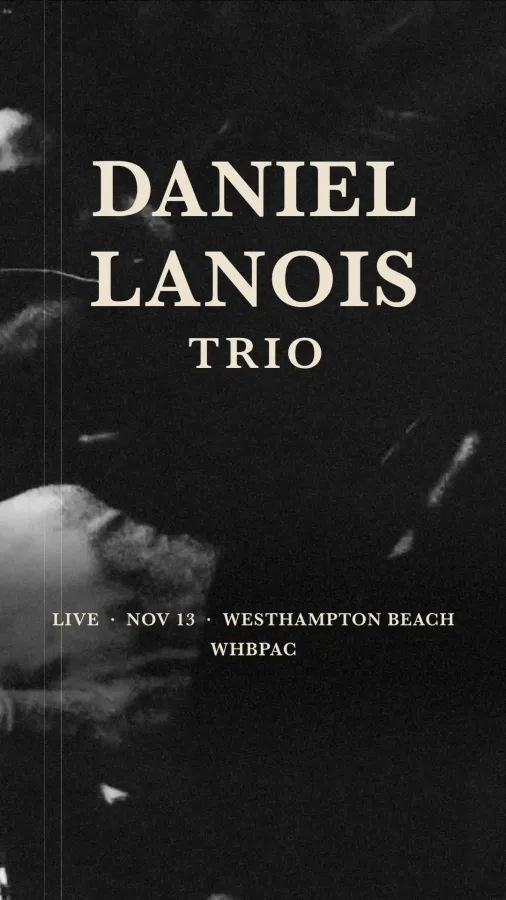 DANIEL
LANOIS
TRIO
LIVE · NOV 13 · WESTHAMPTON BEACH
WHBPAC